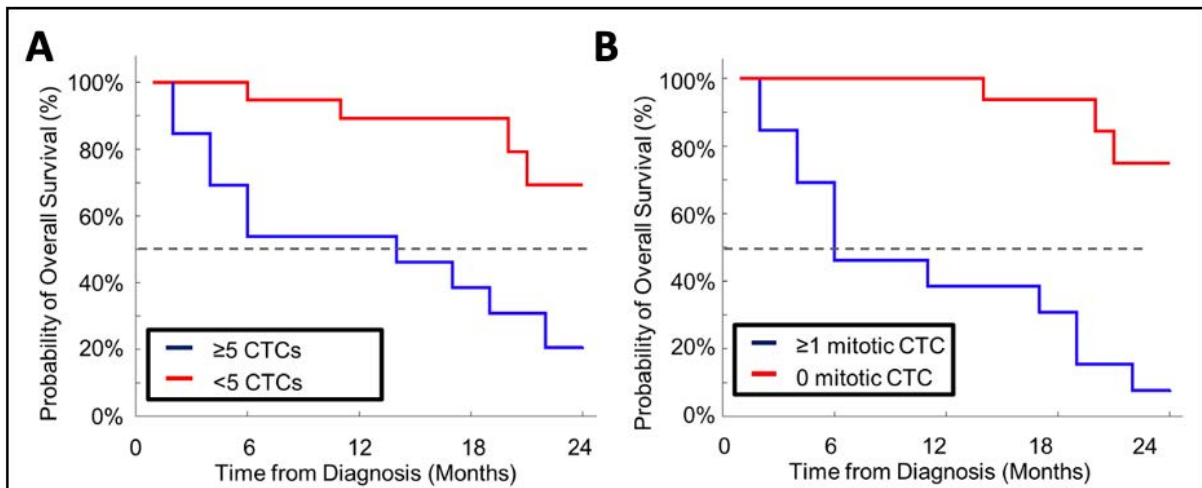 A
Probability of Overall Survival (%)
100%
80%
60%
40%
20%
0%
≥5 CTCs
<5 CTCs
0
6
12
18
24
Time from Diagnosis (Months)
B
Probability of Overall Survival (%)
100%
80%
60%
40%
20%
0%
≥1 mitotic CTC
0 mitotic CTC
0
6
12
18
24
Time from Diagnosis (Months)